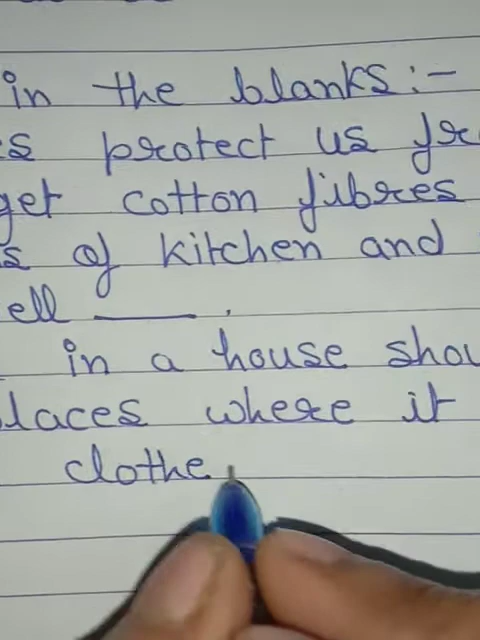 in the blanks:-
s protect us fr
get cotton fibres
s of kitchen and
ell ____.
in a house shou
laces where it
clothe